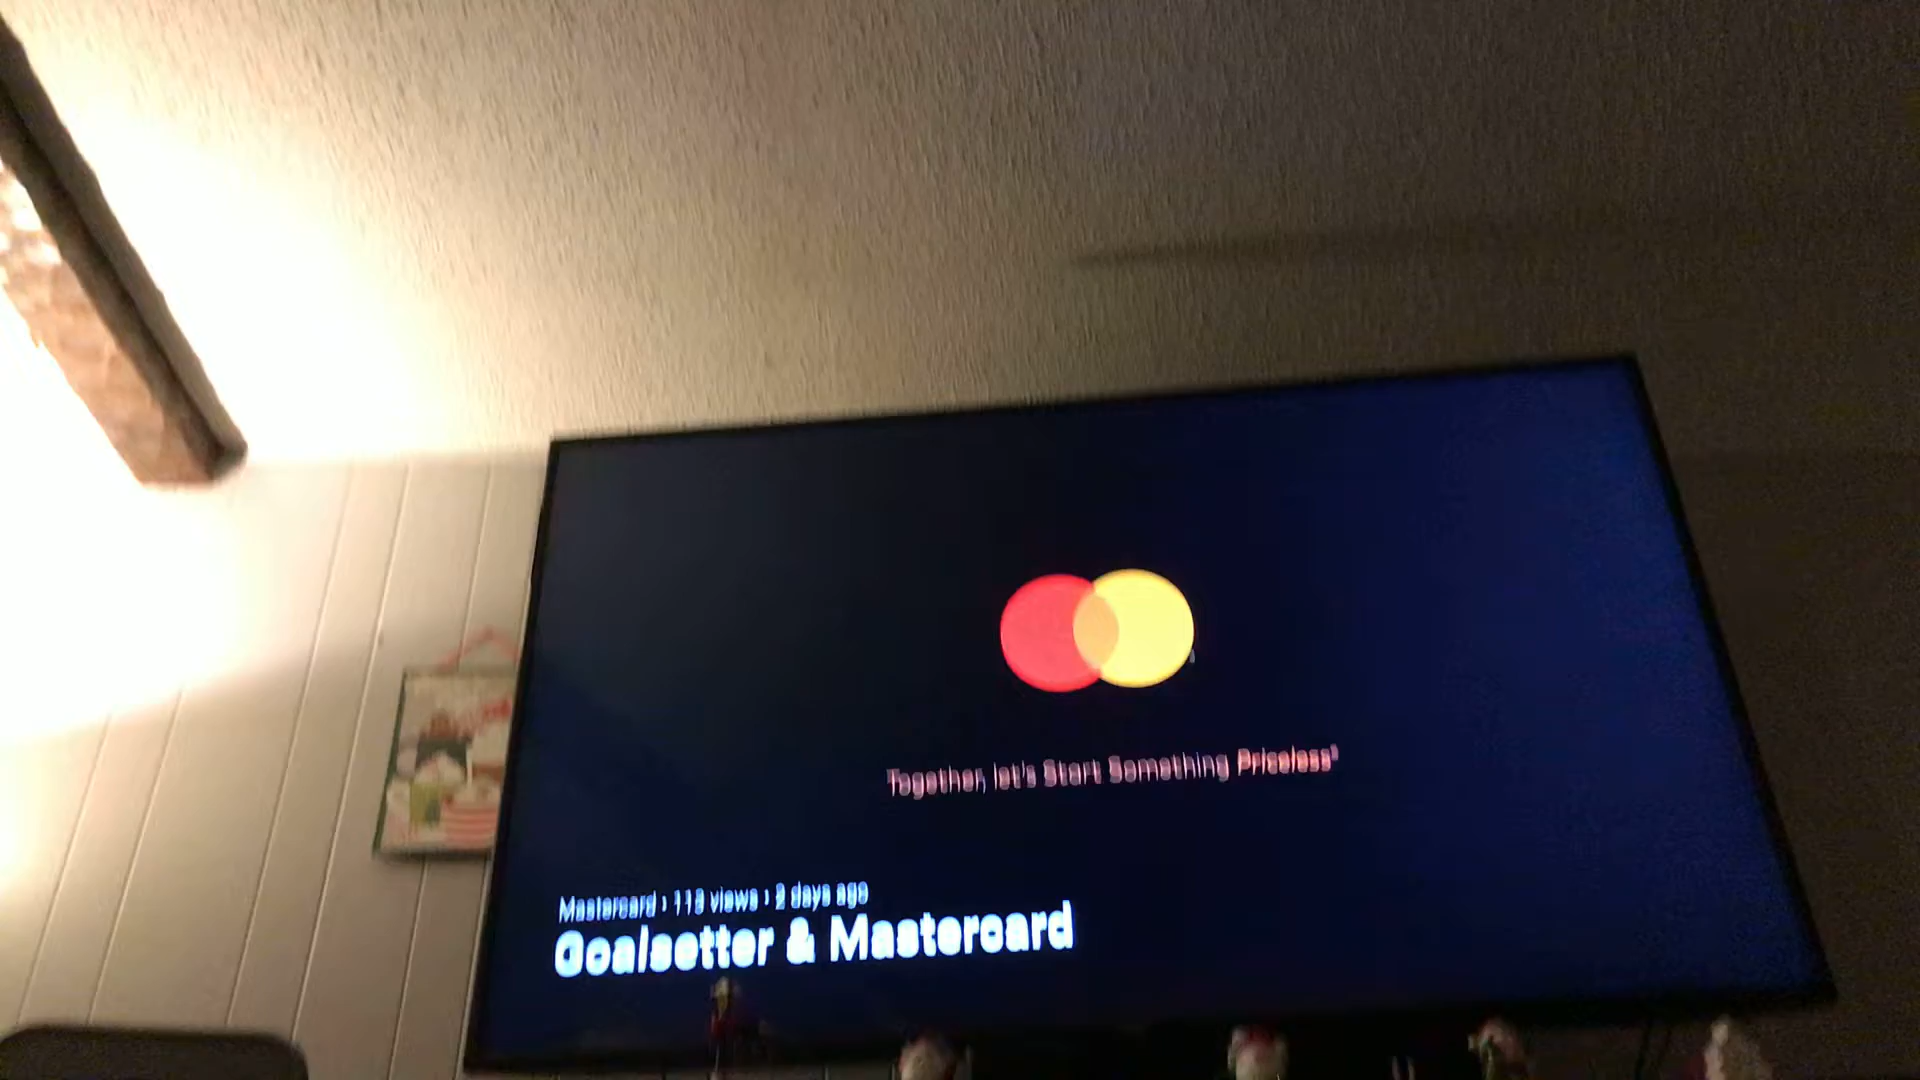 Together, let's Start Something Priceless®
Mastercard • 113 views • 2 days ago
Goalsetter & Mastercard